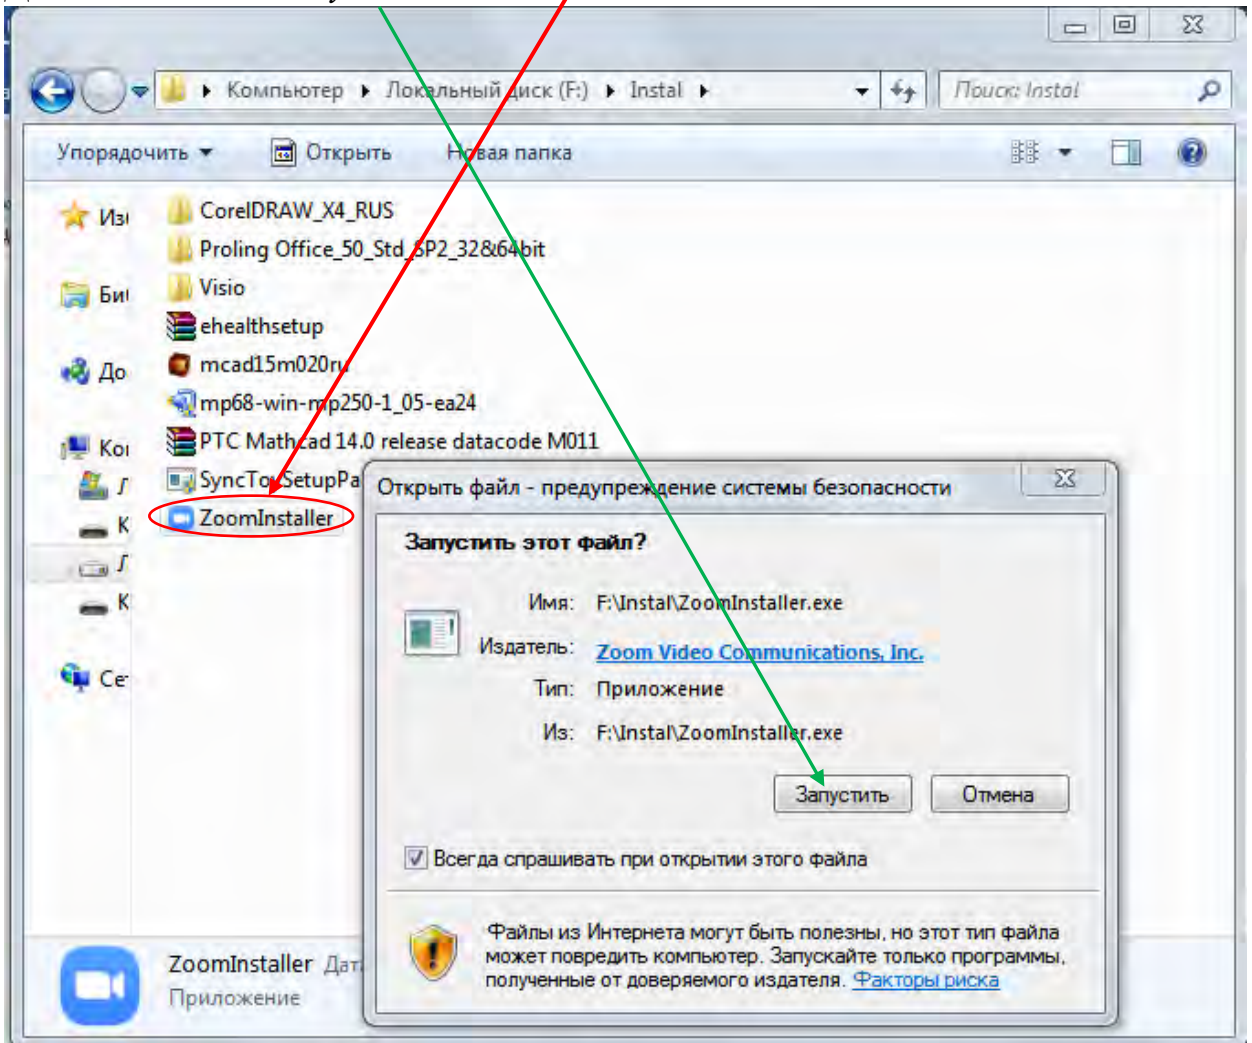 Компьютер ▸ Локальный диск (F:) ▸ Instal ▸
Поиск: Instal
Упорядочить Открыть Новая папка
CorelDRAW_X4_RUS
Proling Office_50_Std_SP2_32&64bit
Visio
ehealthsetup
До mcad15m020ru
mp68-win-mp250-1_05-ea24
PTC Mathcad 14.0 release datacode M011
SyncToySetupPa
ZoomInstaller
Открыть файл - предупреждение системы безопасности
Запустить этот файл?
Имя: F:\Instal\ZoomInstaller.exe
Издатель: Zoom Video Communications, Inc.
Тип: Приложение
Из: F:\Instal\ZoomInstaller.exe
Запустить Отмена
Всегда спрашивать при открытии этого файла
Файлы из Интернета могут быть полезны, но этот тип файла
может повредить компьютер. Запускайте только программы,
полученные от доверяемого издателя. Факторы риска
ZoomInstaller Дат
Приложение